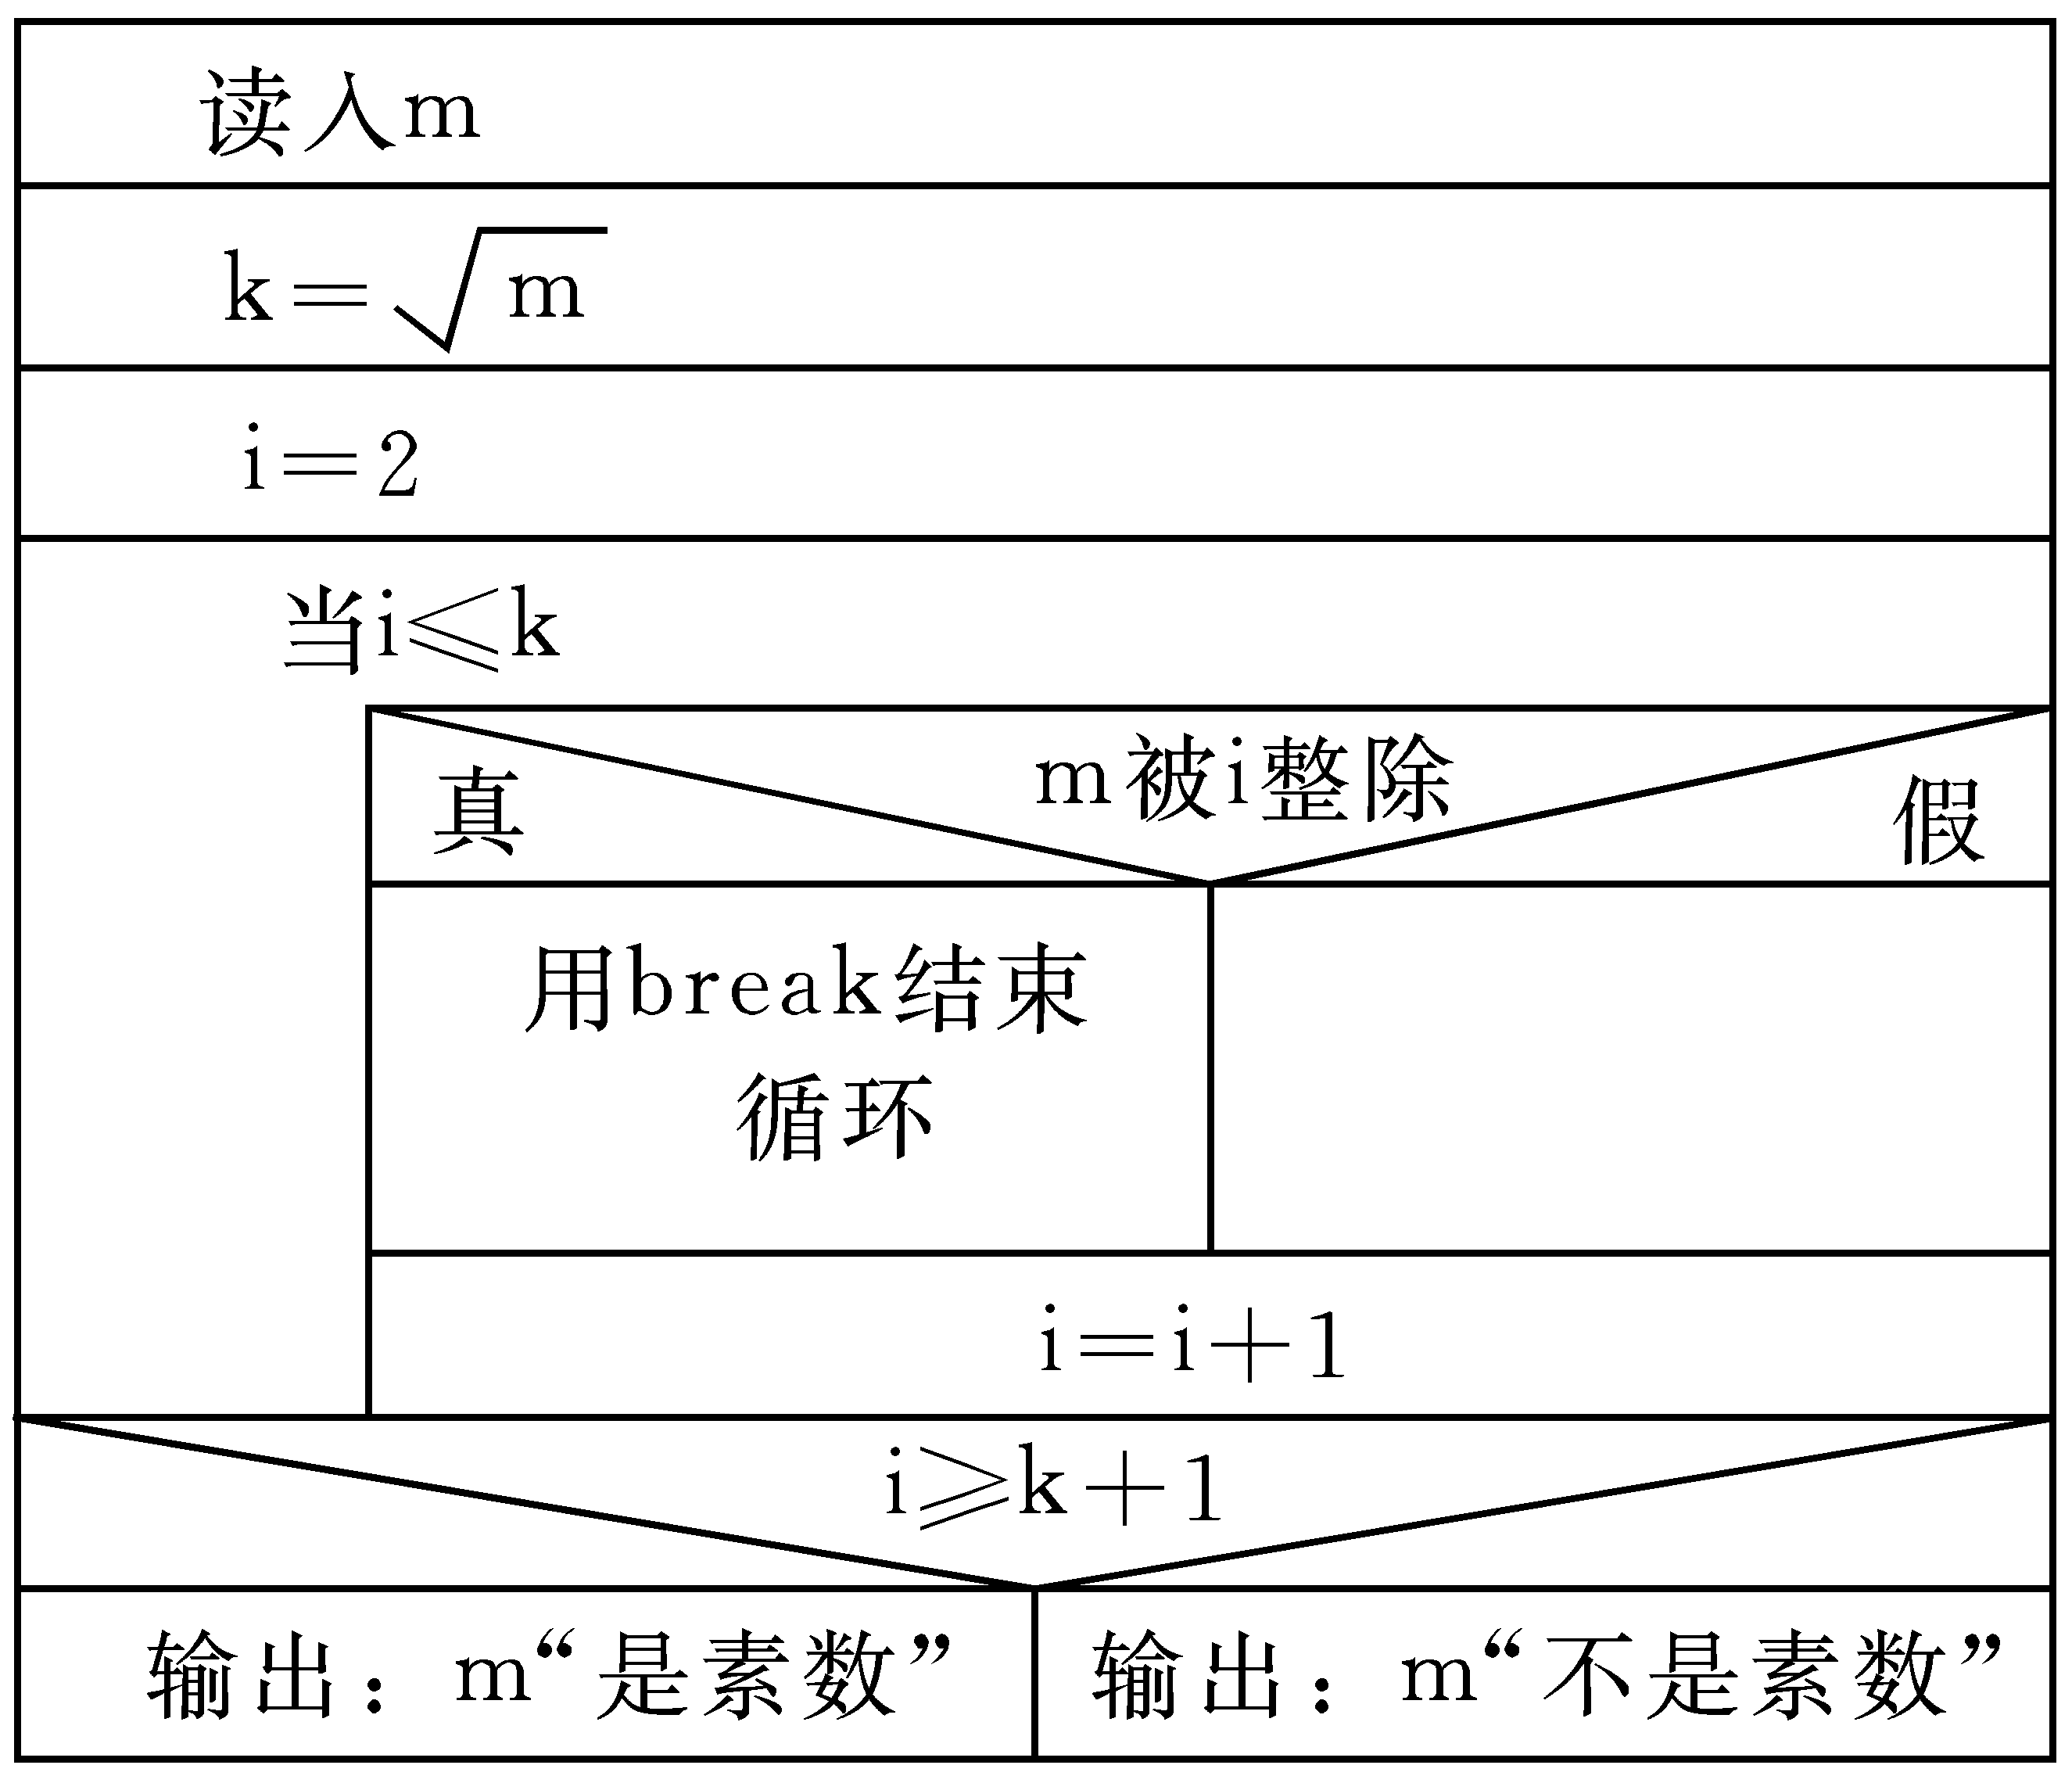 读入m
k=√m
i=2
当i≤k
m被i整除
真
假
用break结束
循环
i=i+1
i≥k+1
输出：m“是素数”
输出：m“不是素数”